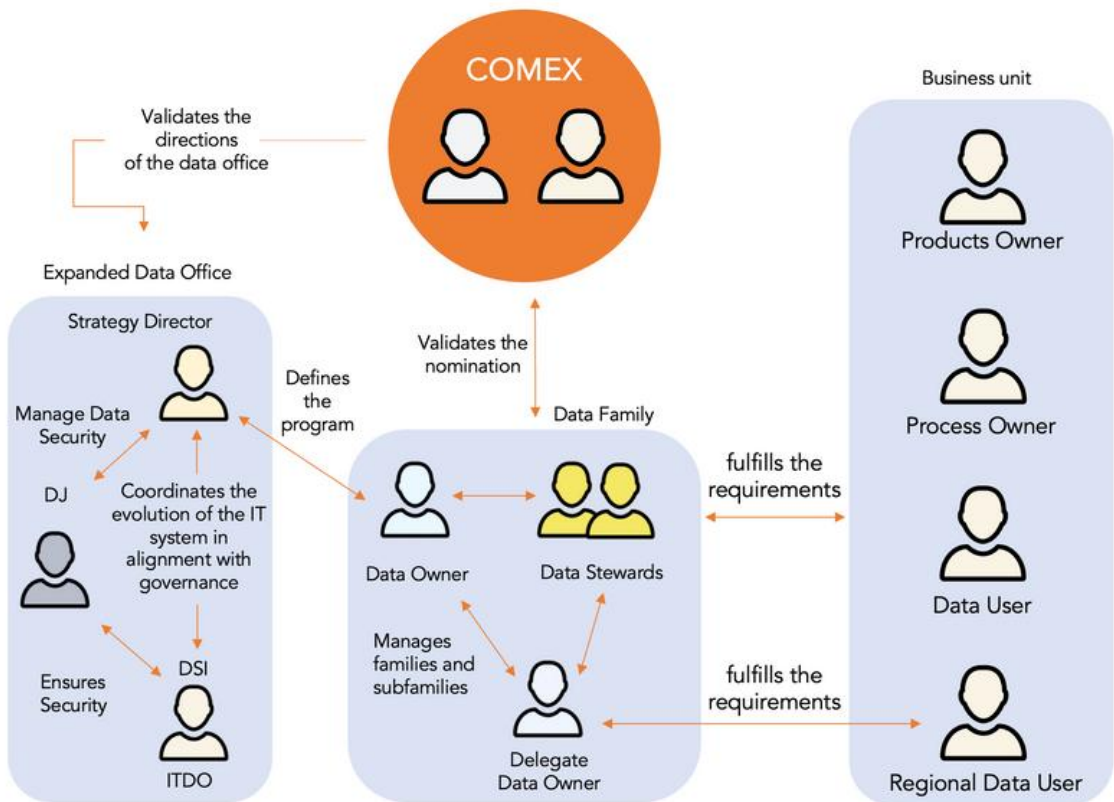 COMEX
Validates the
directions
of the data office
Business unit
Products Owner
Process Owner
Data User
Regional Data User
Expanded Data Office
Strategy Director
Manage Data
Security
DJ
Coordinates the
evolution of the IT
system in
alignment with
governance
Ensures
Security
DSI
ITDO
Defines
the
program
Validates the
nomination
Data Family
Data Owner
Data Stewards
Manages
families and
subfamilies
Delegate
Data Owner
fulfills the
requirements
fulfills the
requirements